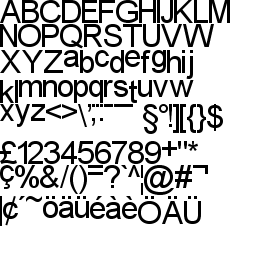 ABCDEFGHIJKLM
NOPQRSTUVW
XYZabcdefghij
klmnopqrstuvw
xyz<>\";:¨¯— §°!][{}$
£123456789+"*
ç%&/()=?`^¦@#¬
|¢´~öäüéàèÖÄÜ